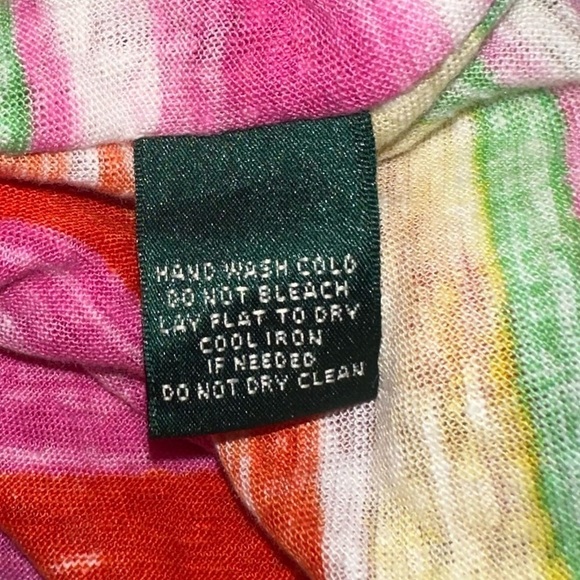 HAND WASH COLD
DO NOT BLEACH
LAY FLAT TO DRY
COOL IRON
IF NEEDED
DO NOT DRY CLEAN